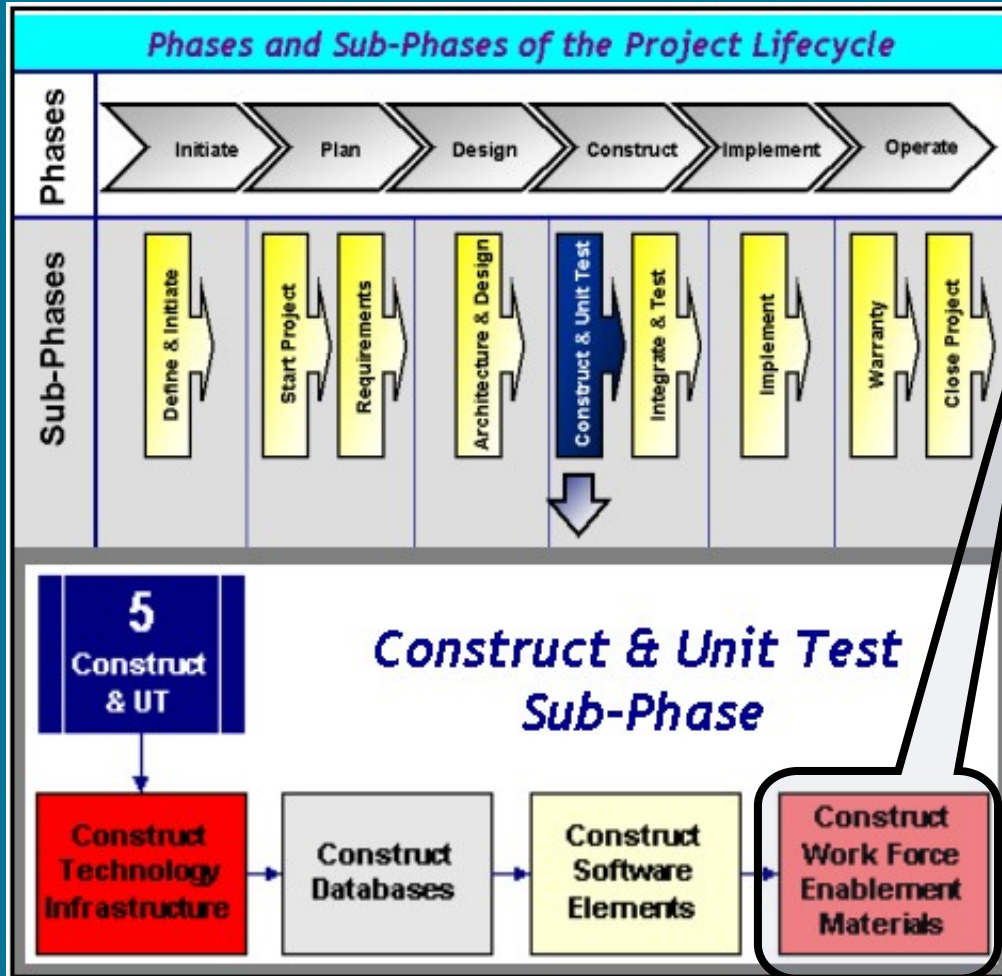 Phases and Sub-Phases of the Project Lifecycle
Phases
Initiate
Plan
Design
Construct
Implement
Operate
Sub-Phases
Define & Initiate
Start Project
Requirements
Architecture & Design
Construct & Unit Test
Integrate & Test
Implement
Warranty
Close Project
5
Construct
& UT
Construct & Unit Test
Sub-Phase
Construct
Technology
Infrastructure
Construct
Databases
Construct
Software
Elements
Construct
Work Force
Enablement
Materials